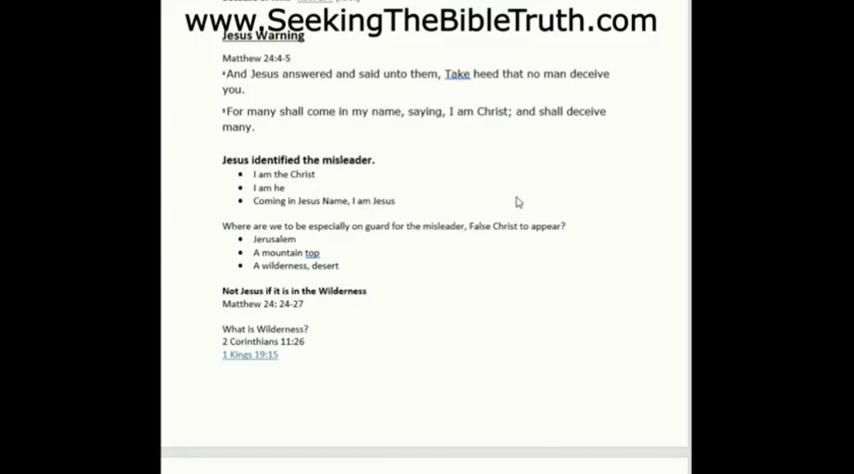 www.SeekingTheBibleTruth.com
Jesus Warning
Matthew 24:4-5
⁴And Jesus answered and said unto them, Take heed that no man deceive
you.
⁵For many shall come in my name, saying, I am Christ; and shall deceive
many.
Jesus identified the misleader.
• I am the Christ
• I am he
• Coming in Jesus Name, I am Jesus
Where are we to be especially on guard for the misleader, False Christ to appear?
• Jerusalem
• A mountain top
• A wilderness, desert
Not Jesus if it is in the Wilderness
Matthew 24: 24-27
What is Wilderness?
2 Corinthians 11:26
1 Kings 19:15